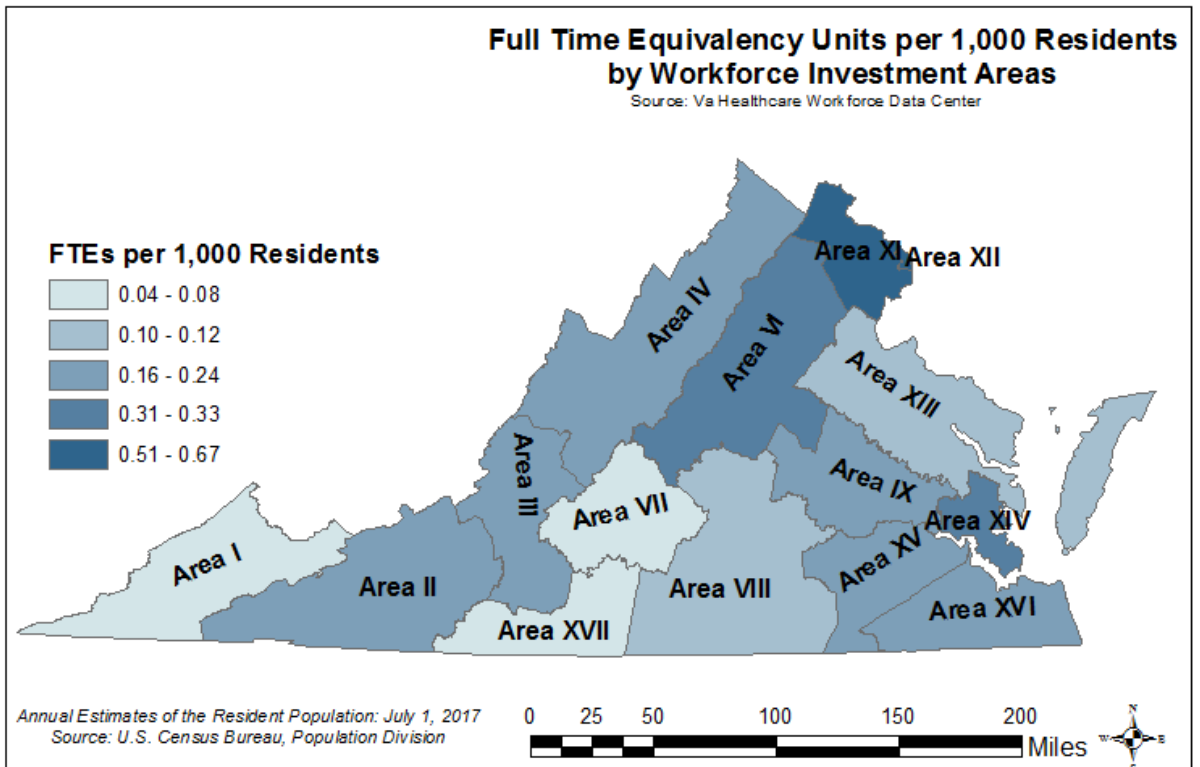 Full Time Equivalency Units per 1,000 Residents
by Workforce Investment Areas
Source: Va Healthcare Workforce Data Center
FTEs per 1,000 Residents
0.04 - 0.08
0.10 - 0.12
0.16 - 0.24
0.31 - 0.33
0.51 - 0.67
Area XI
Area XII
Area IV
Area VI
Area XIII
Area III
Area IX
Area VII
Area XIV
Area I
Area XV
Area II
Area VIII
Area XVI
Area XVII
Annual Estimates of the Resident Population: July 1, 2017
Source: U.S. Census Bureau, Population Division
0 25 50 100 150 200
Miles
N
W E
S